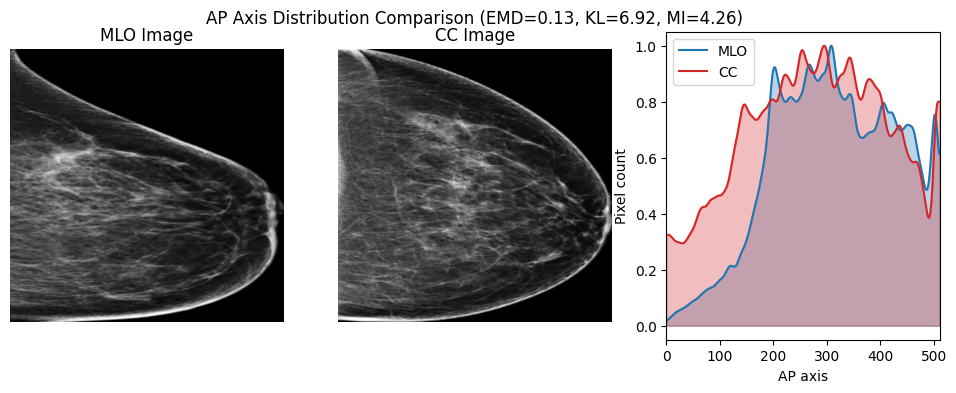 AP Axis Distribution Comparison (EMD=0.13, KL=6.92, MI=4.26)
MLO Image
CC Image
MLO
CC
Pixel count
1.0
0.8
0.6
0.4
0.2
0.0
0 100 200 300 400 500
AP axis